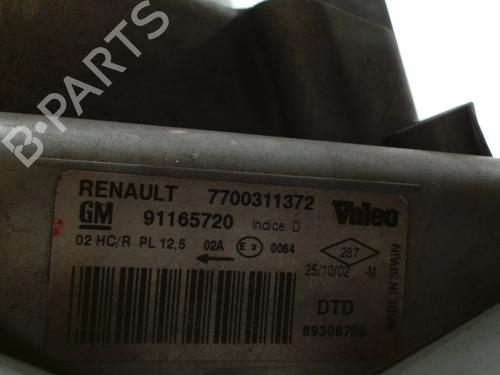 B-PARTS
RENAULT 7700311372
GM 91165720 Indice: D Valeo
02 HC/R PL 12,5 02A E 2 0064 287
25/10/02 -M
DTD
89308700
MADE IN SPAIN